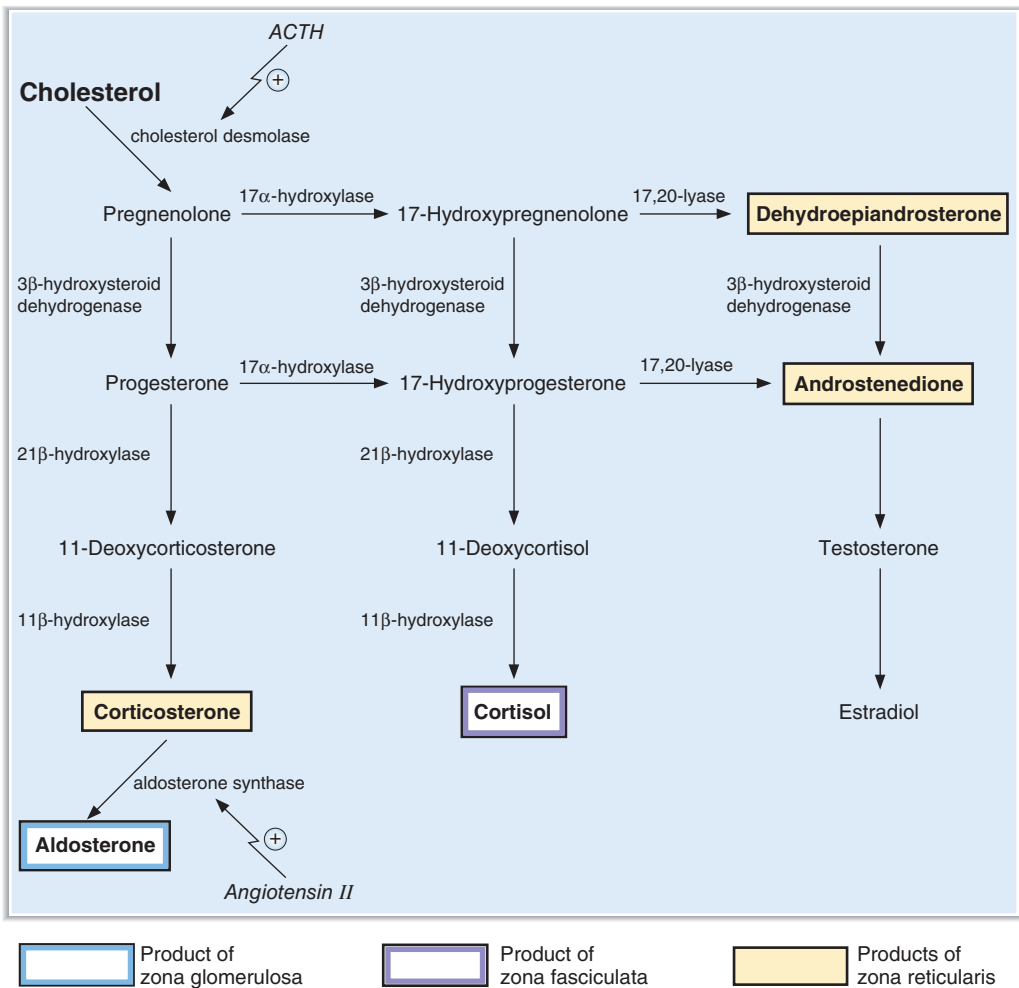 ACTH
+
Cholesterol
cholesterol desmolase
17α-hydroxylase
17,20-lyase
Pregnenolone
17-Hydroxypregnenolone
Dehydroepiandrosterone
3β-hydroxysteroid
dehydrogenase
3β-hydroxysteroid
dehydrogenase
3β-hydroxysteroid
dehydrogenase
17α-hydroxylase
17,20-lyase
Progesterone
17-Hydroxyprogesterone
Androstenedione
21β-hydroxylase
21β-hydroxylase
11-Deoxycorticosterone
11-Deoxycortisol
Testosterone
11β-hydroxylase
11β-hydroxylase
Corticosterone
Cortisol
Estradiol
aldosterone synthase
+
Aldosterone
Angiotensin II
Product of
zona glomerulosa
Product of
zona fasciculata
Products of
zona reticularis